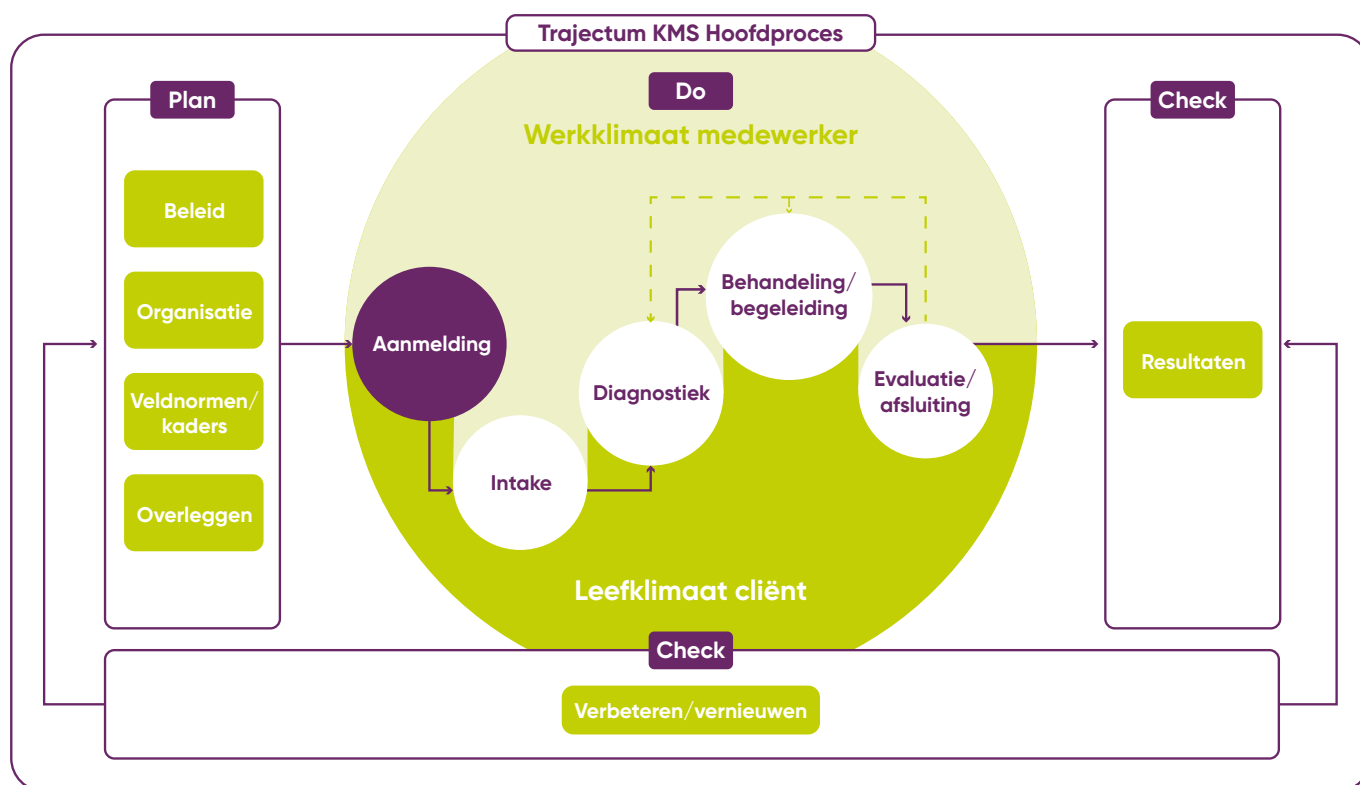 Trajectum KMS Hoofdproces
Plan
Beleid
Organisatie
Veldnormen/
kaders
Overleggen
Do
Werkklimaat medewerker
Aanmelding
Intake
Diagnostiek
Behandeling/
begeleiding
Evaluatie/
afsluiting
Leefklimaat cliënt
Check
Resultaten
Check
Verbeteren/vernieuwen